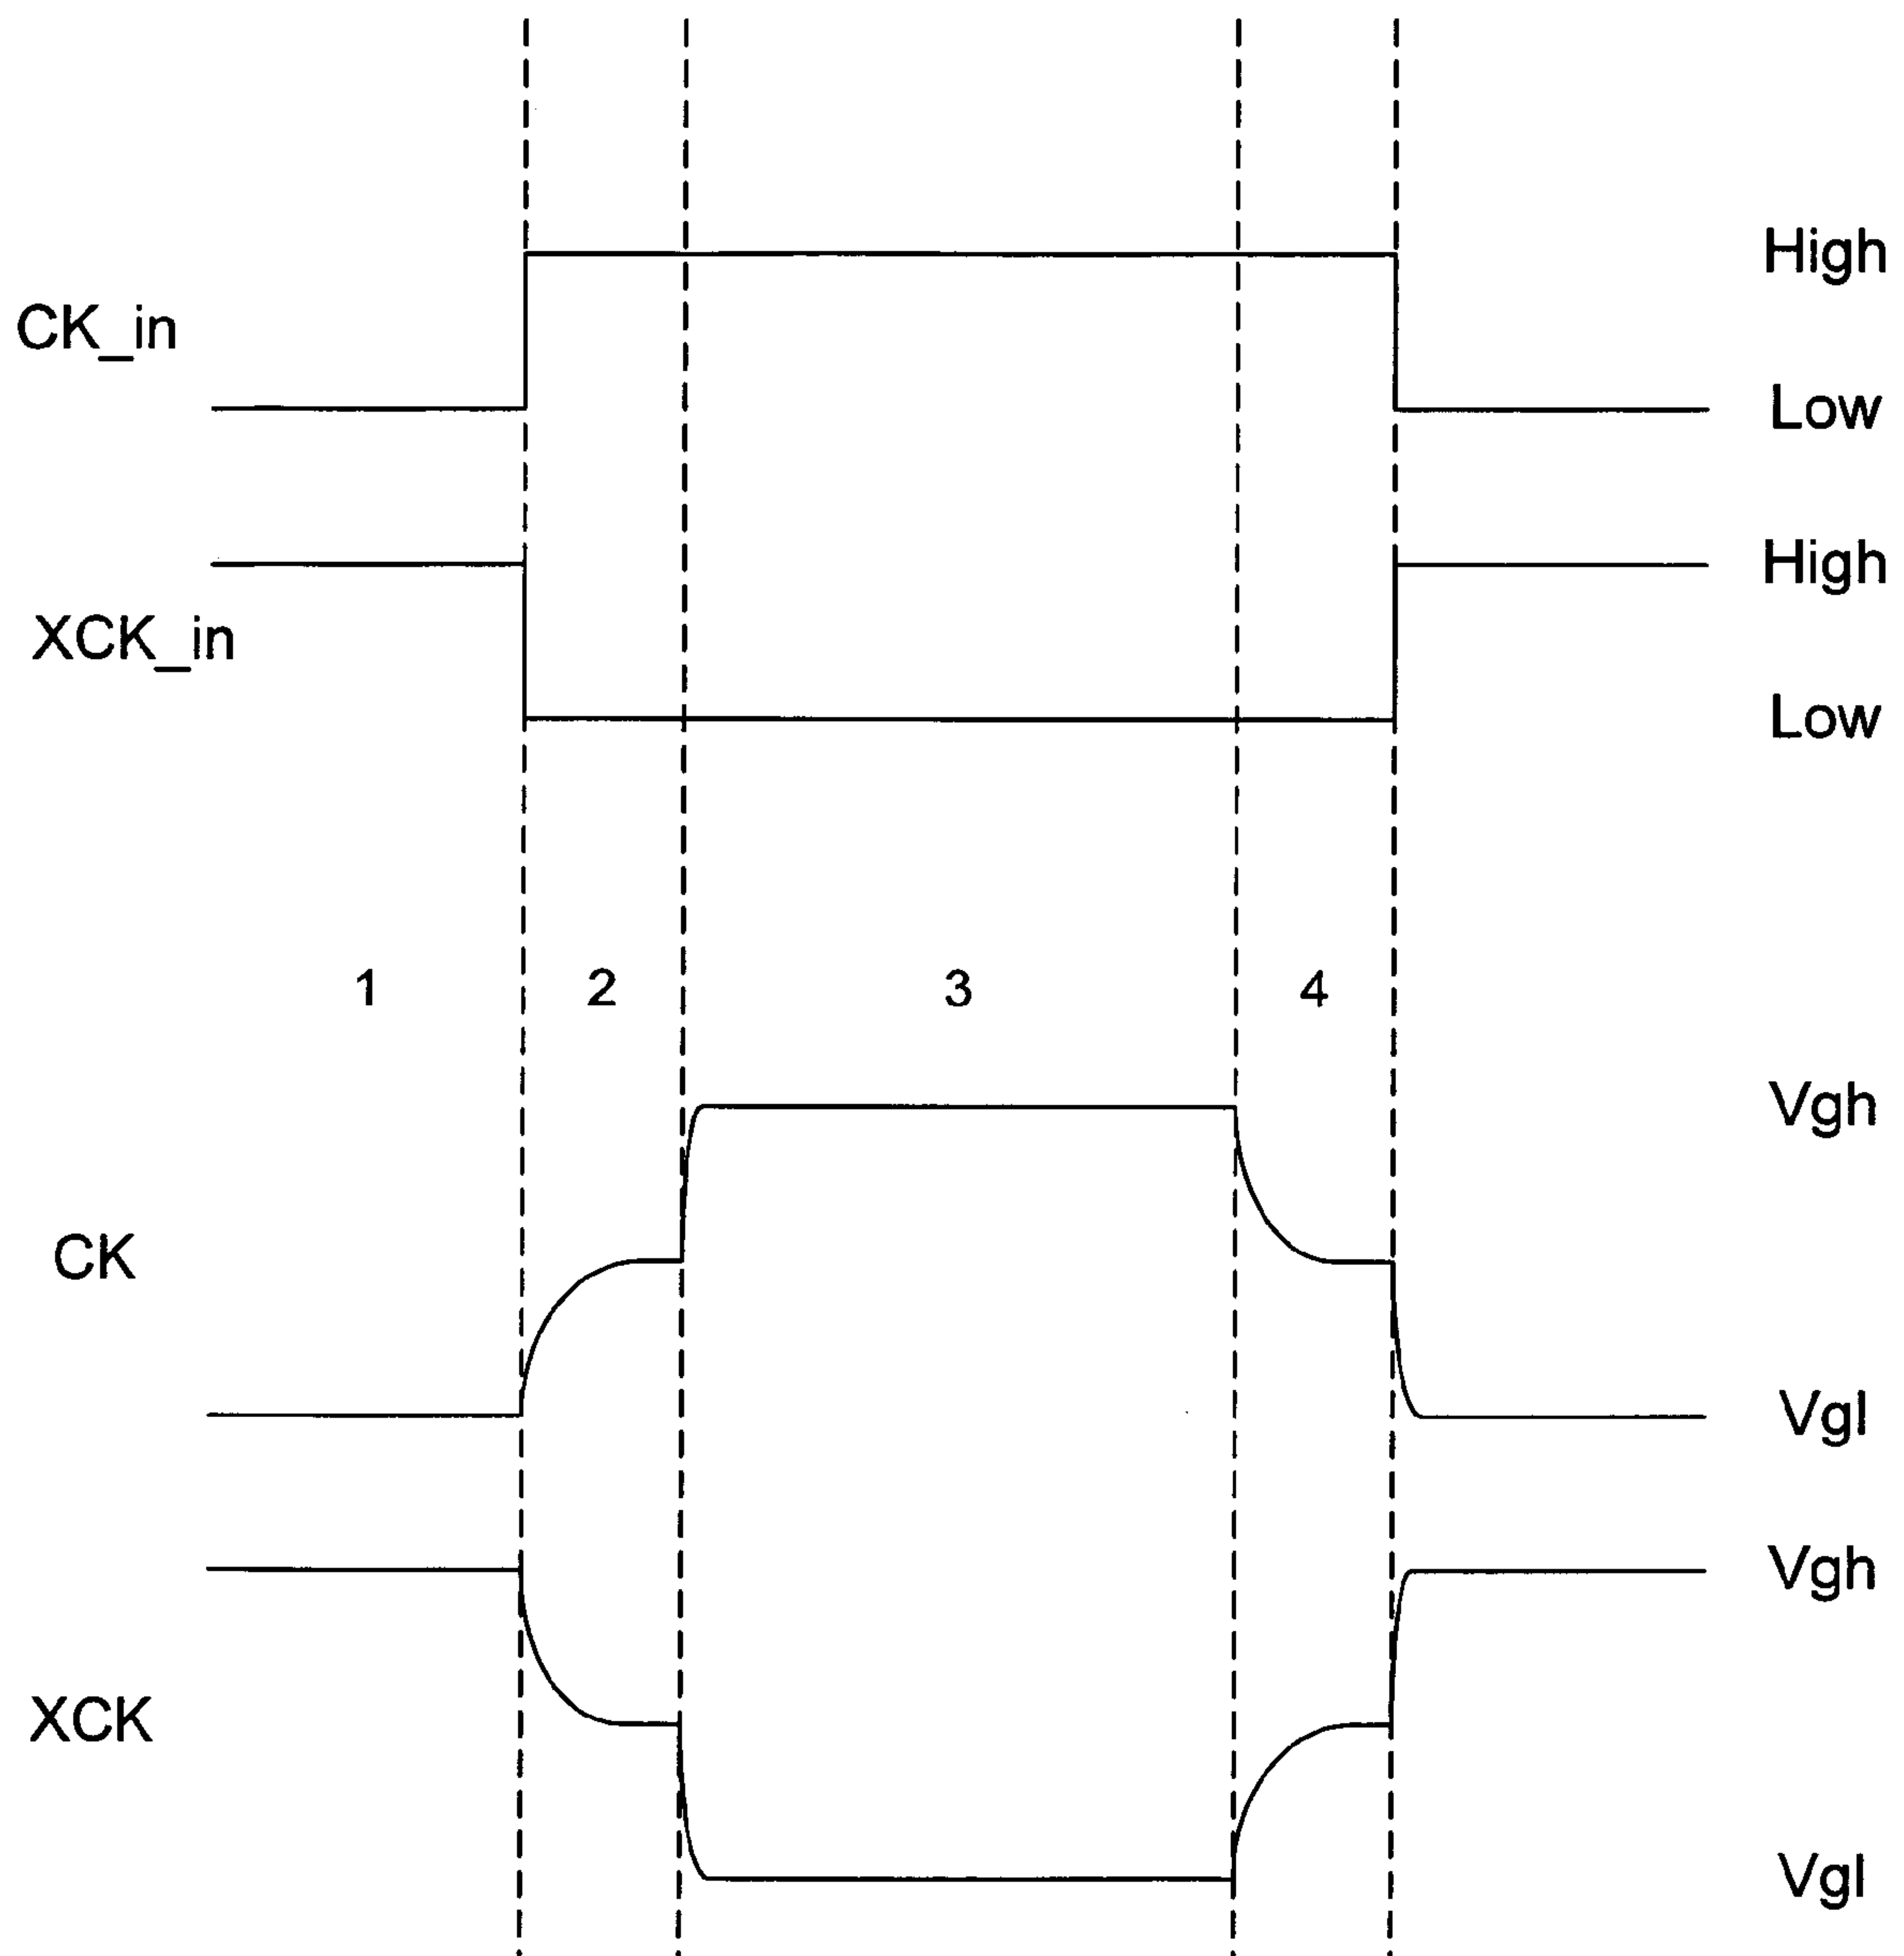 High
CK_in
Low
High
XCK_in
Low
1 2 3 4
Vgh
CK
Vgl
Vgh
XCK
Vgl